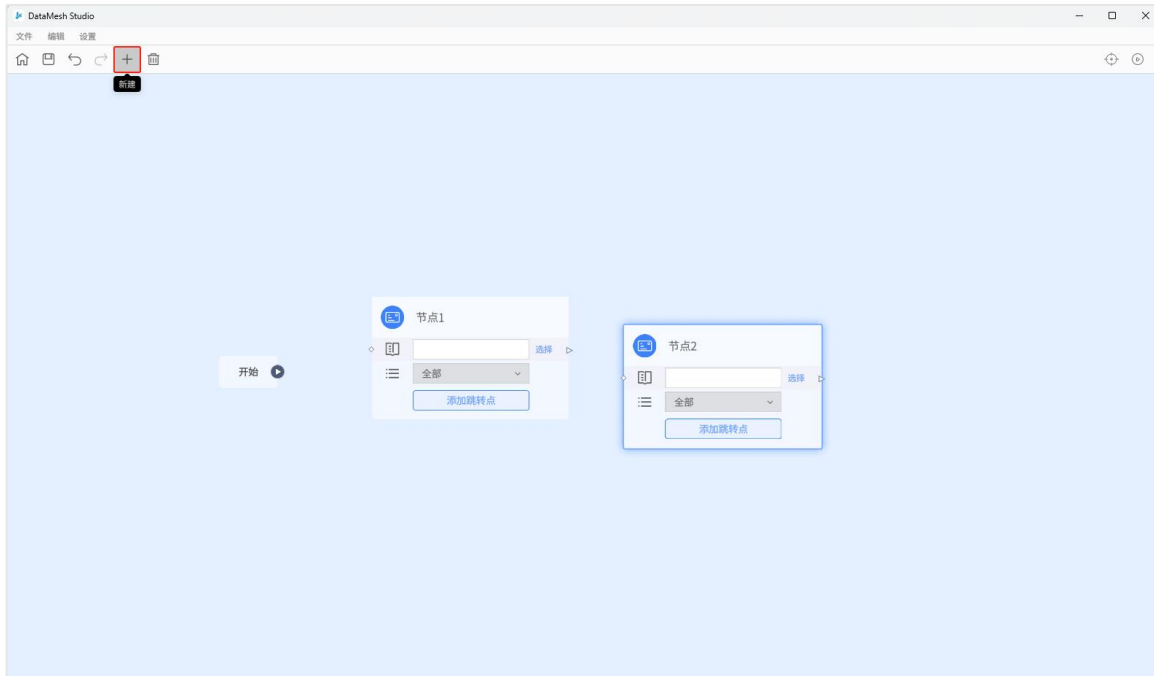 DataMesh Studio
文件 编辑 设置
新建
开始
节点1
选择
全部
添加跳转点
节点2
选择
全部
添加跳转点